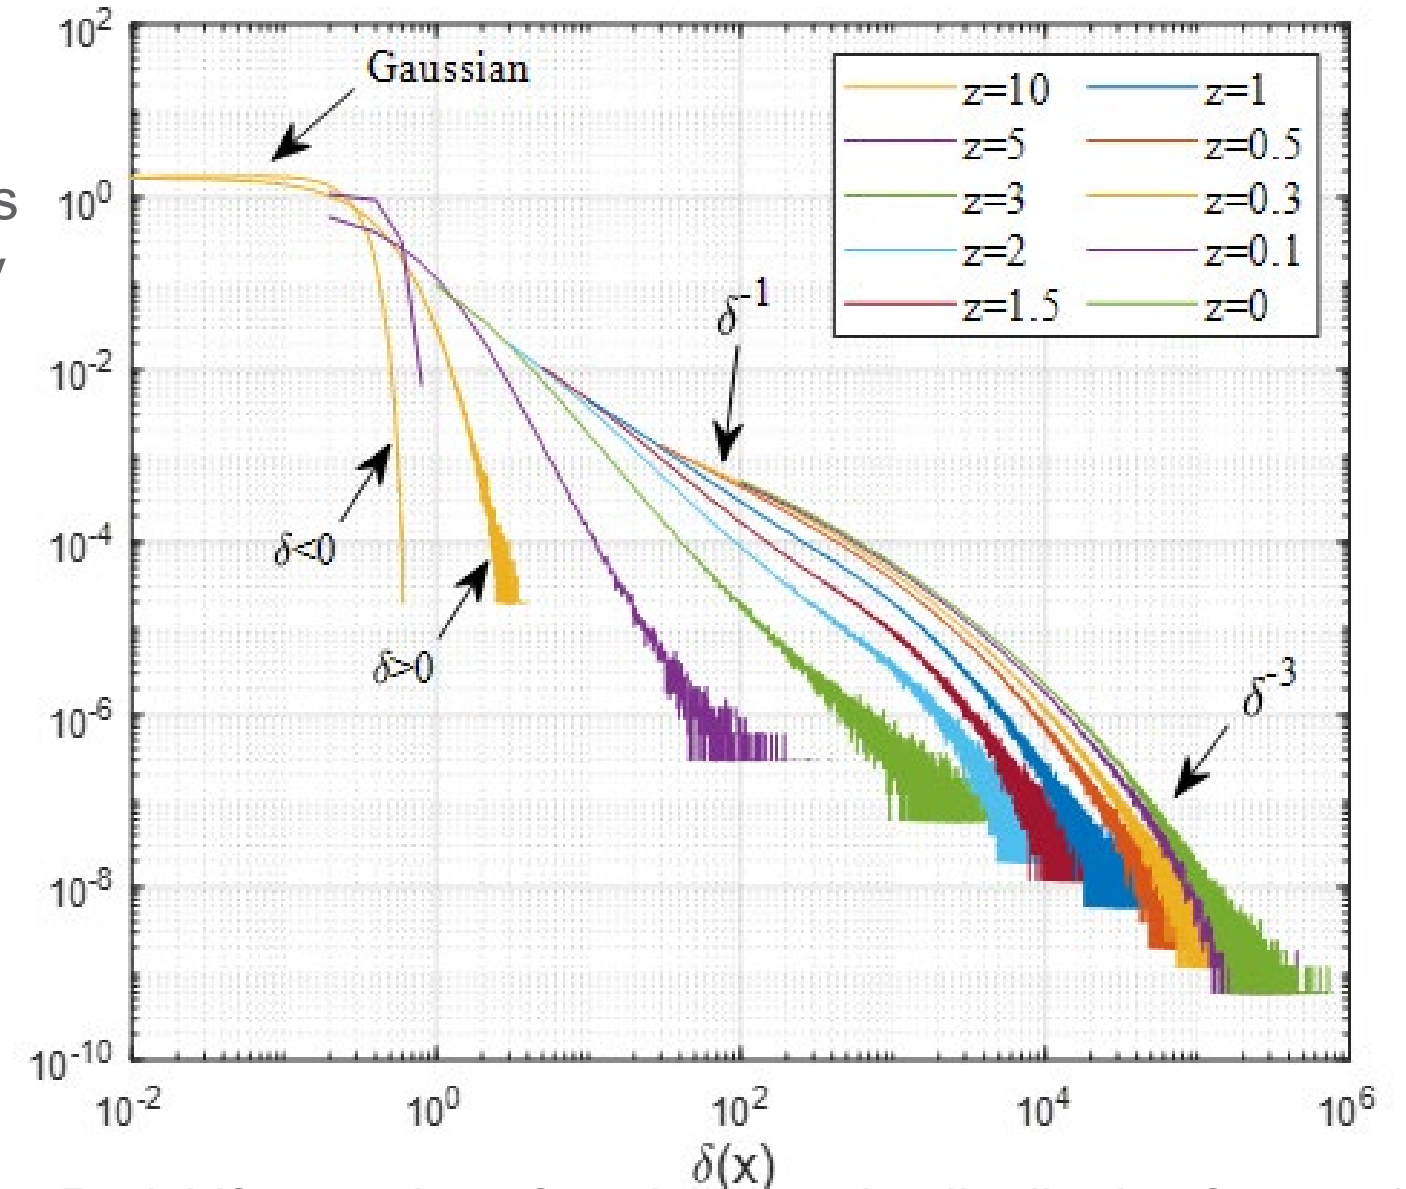 10^2
10^0
10^-2
10^-4
10^-6
10^-8
10^-10
s
y
Gaussian
z=10 z=1
z=5 z=0.5
z=3 z=0.3
z=2 z=0.1
z=1.5 z=0
δ^-1
δ<0
δ>0
δ^-3
10^-2 10^0 10^2 10^4 10^6
δ(x)